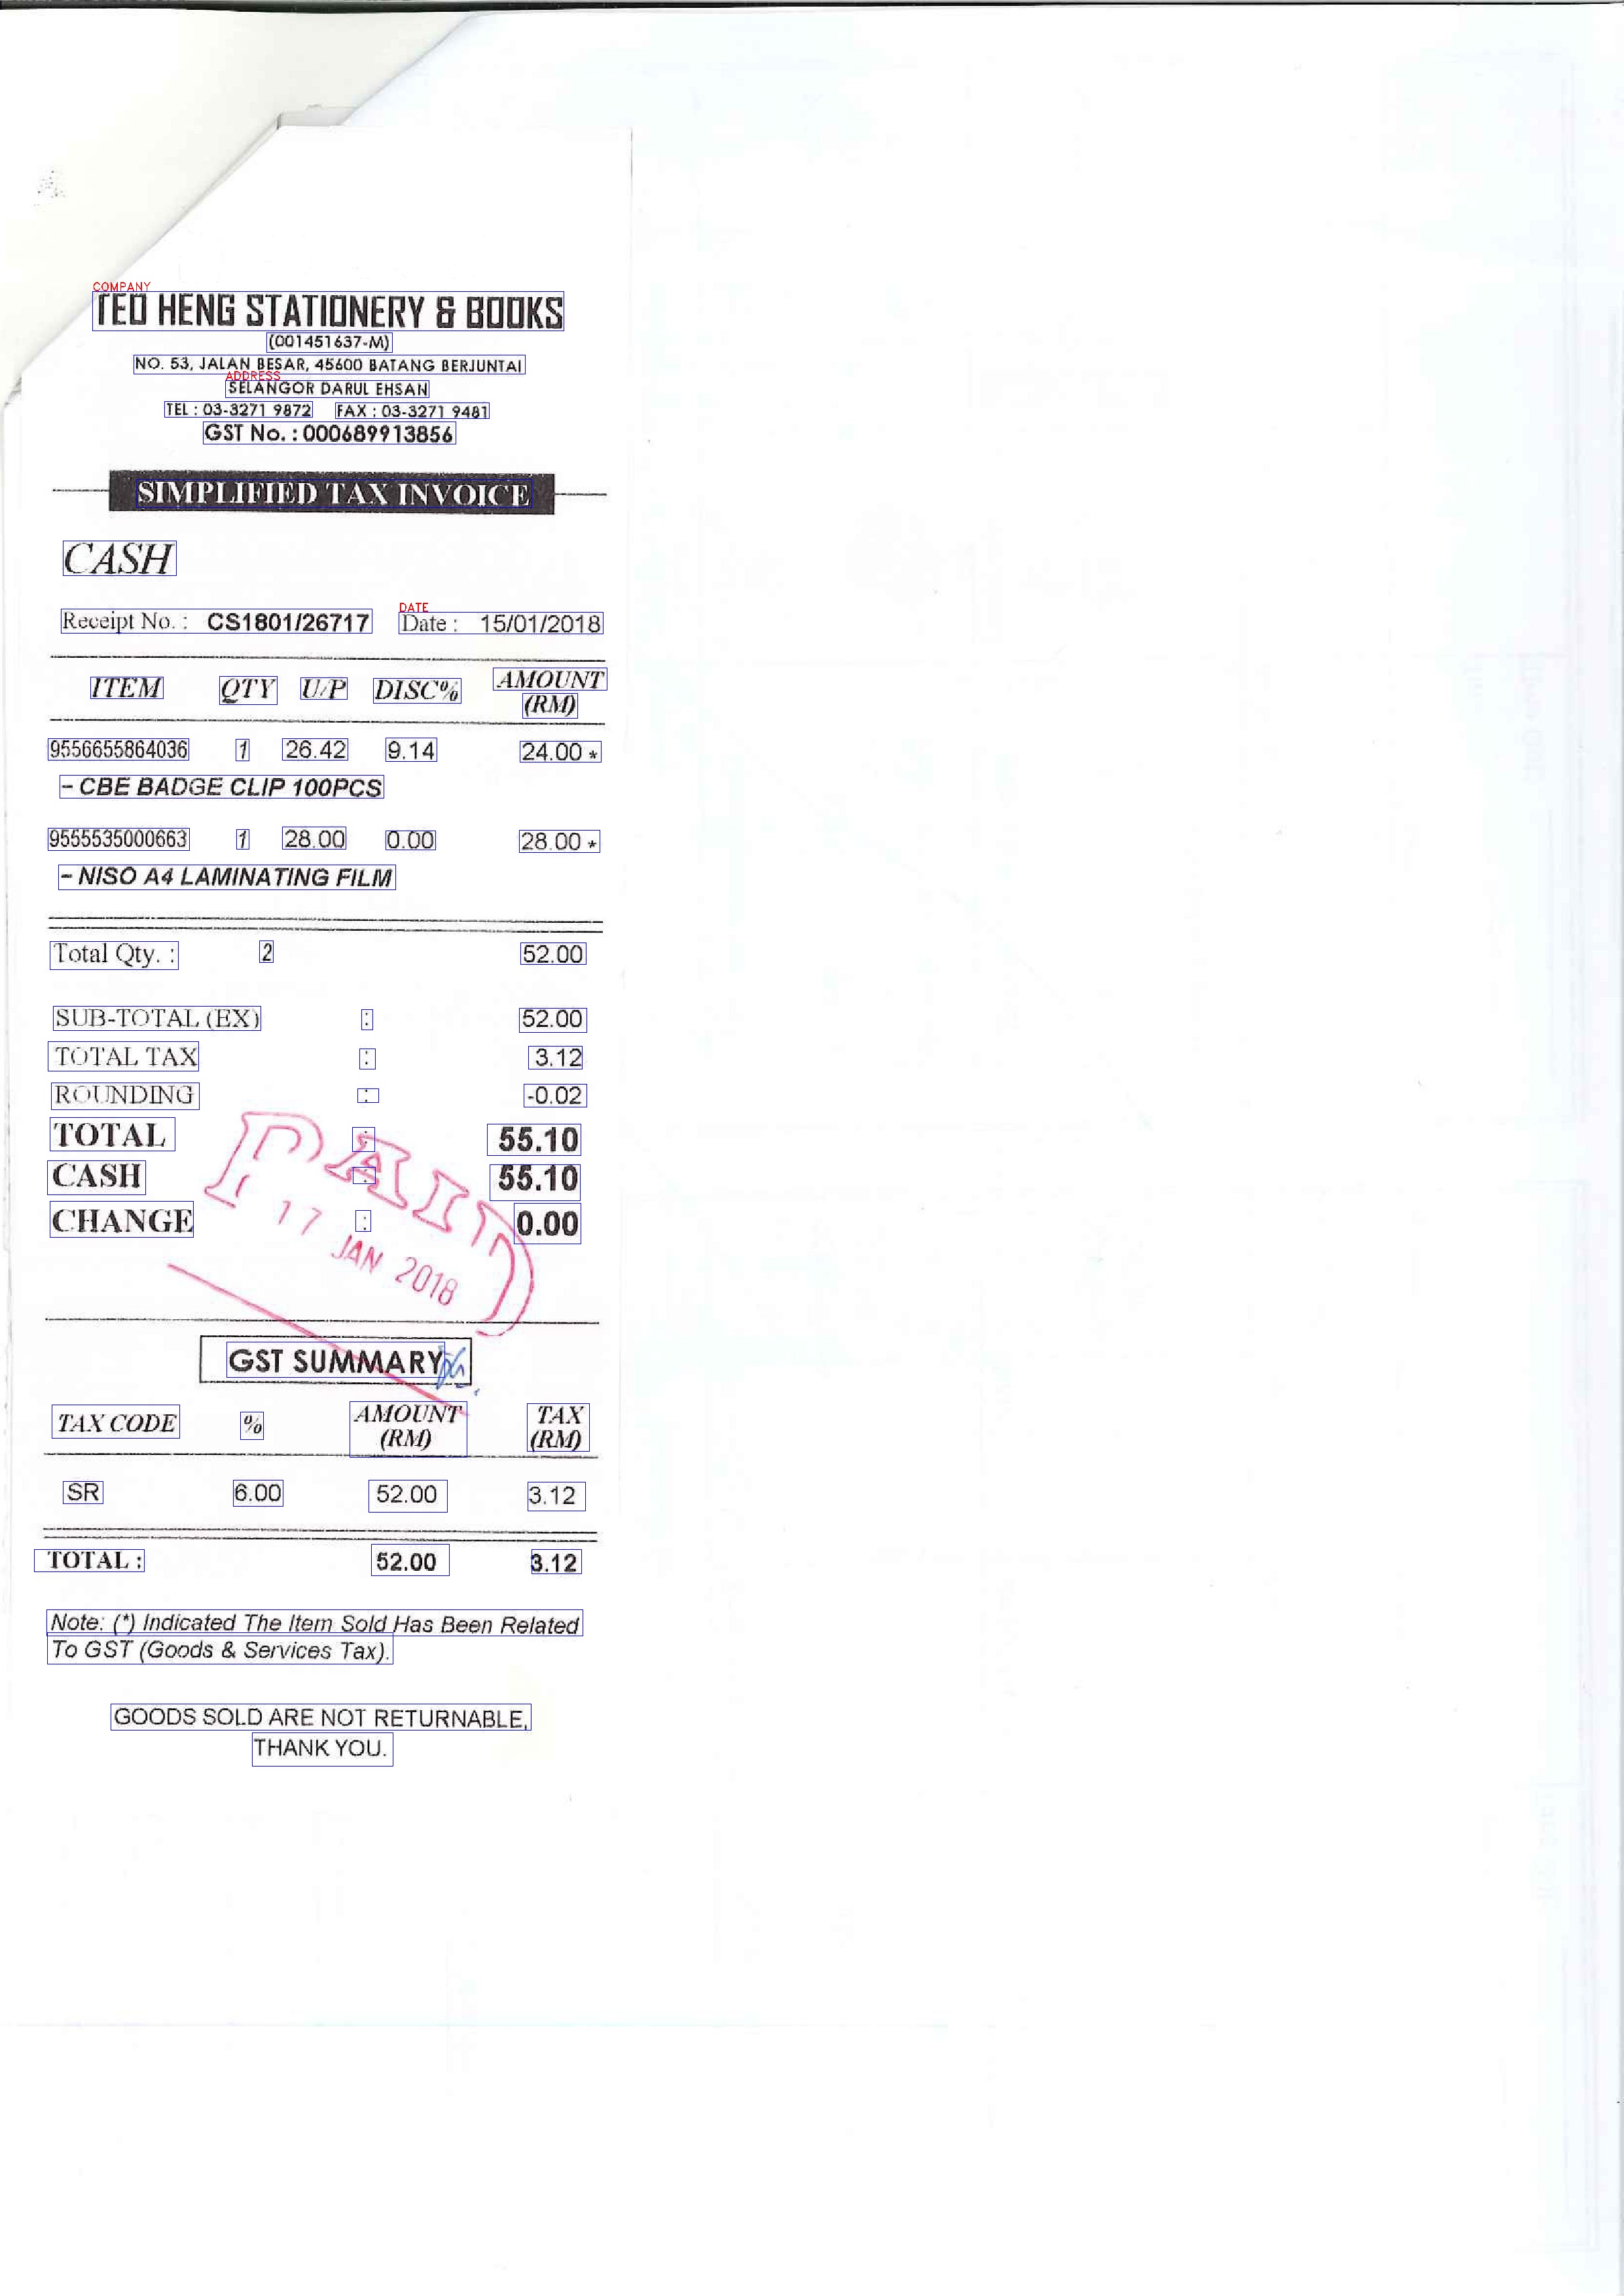 COMPANY
TEO HENG STATIONERY & BOOKS
(001451637-M)
NO. 53, JALAN BESAR, 45600 BATANG BERJUNTAI
ADDRESS
SELANGOR DARUL EHSAN
TEL : 03-3271 9872 FAX : 03-3271 9481
GST No. : 000689913856
SIMPLIFIED TAX INVOICE
CASH
DATE
Receipt No. : CS1801/26717 Date : 15/01/2018
ITEM QTY U/P DISC% AMOUNT
(RM)
9556655864036 1 26.42 9.14 24.00 *
- CBE BADGE CLIP 100PCS
9555535000663 1 28.00 0.00 28.00 *
- NISO A4 LAMINATING FILM
Total Qty. : 2 52.00
SUB-TOTAL (EX) : 52.00
TOTAL TAX : 3.12
ROUNDING : -0.02
TOTAL : 55.10
CASH : 55.10
CHANGE : 0.00
PAID
17 JAN 2018
GST SUMMARY
TAX CODE % AMOUNT TAX
(RM) (RM)
SR 6.00 52.00 3.12
TOTAL : 52.00 3.12
Note: (*) Indicated The Item Sold Has Been Related
To GST (Goods & Services Tax).
GOODS SOLD ARE NOT RETURNABLE,
THANK YOU.